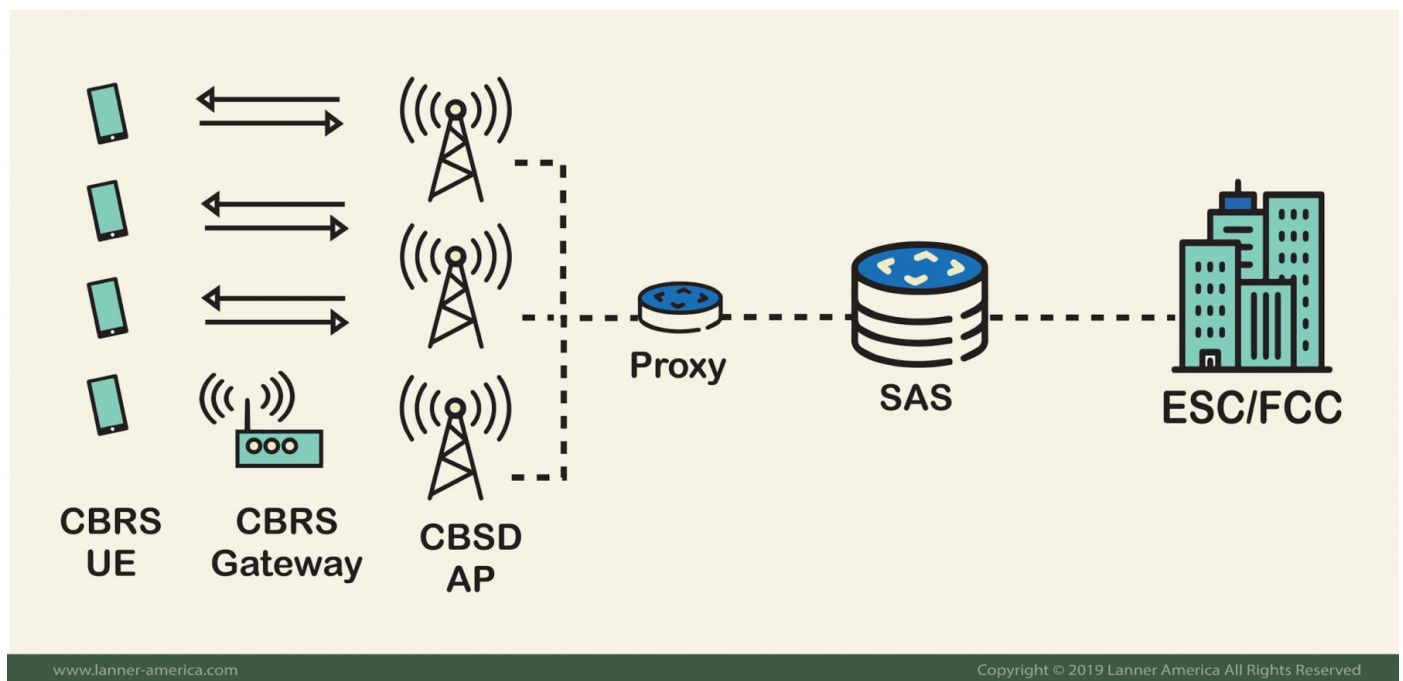 Proxy
SAS
ESC/FCC
CBRS
UE
CBRS
Gateway
CBSD
AP
www.lanner-america.com
Copyright © 2019 Lanner America All Rights Reserved